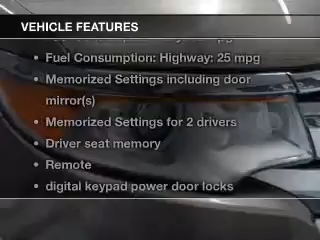 VEHICLE FEATURES
• Fuel Consumption: Highway: 25 mpg
• Memorized Settings including door
mirror(s)
• Memorized Settings for 2 drivers
• Driver seat memory
• Remote
• digital keypad power door locks